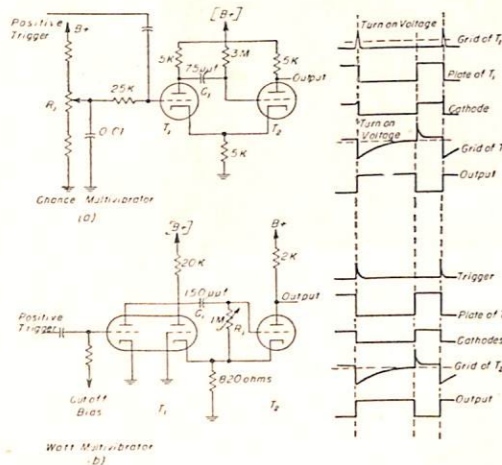 Positive
Trigger
B+
R₁
25K
0.01
5K
75μμf
C₁
[B+]
3M
5K
Output
T₁
T₂
5K
Chance Multivibrator
(a)
Turn on Voltage
Grid of T₁
Plate of T₁
Cathode
Turn on
Voltage
Grid of T
Output
[B+]
20K
150μμf
C₁
1M
R₁
B+
2K
Output
Positive
Trigger
Cutoff
Bias
T₁
820 ohms
T₂
Watt Multivibrator
(b)
Trigger
Plate of T
Cathodes
Grid of T₂
Output